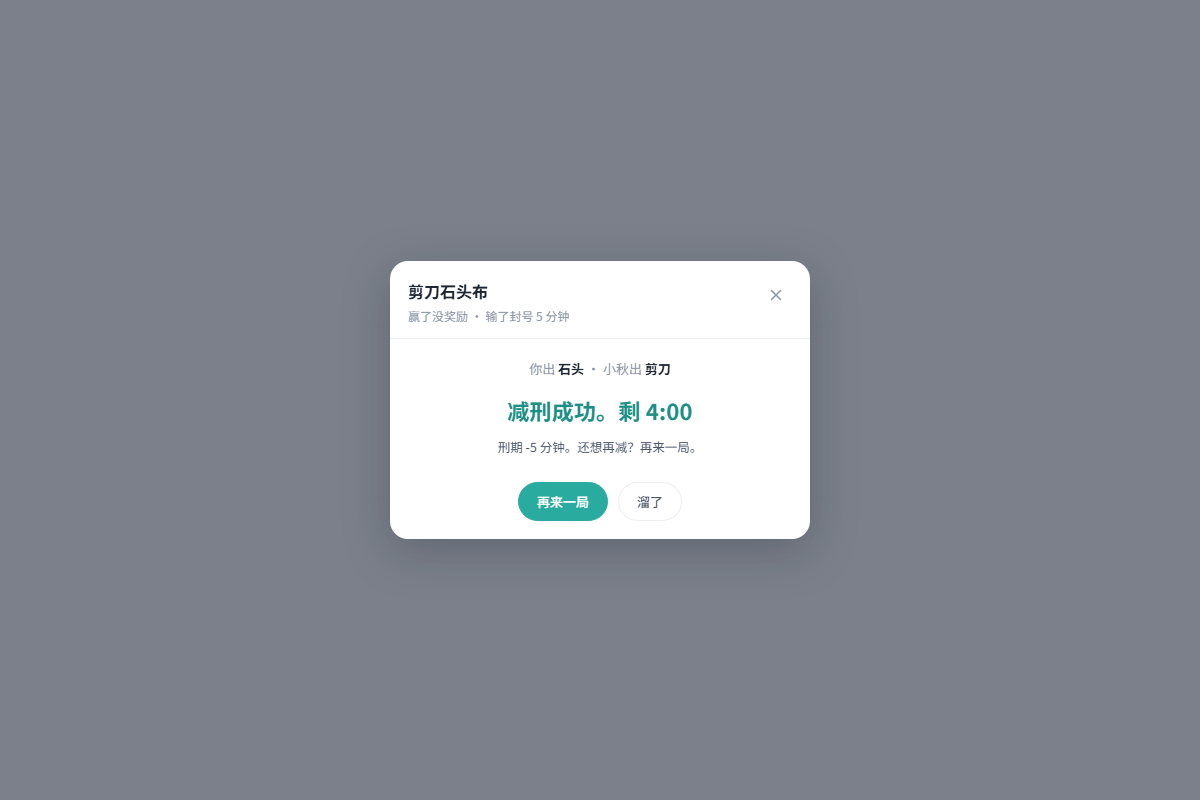 剪刀石头布
赢了没奖励 · 输了封号 5 分钟
你出 石头 · 小秋出 剪刀
减刑成功。剩 4:00
刑期 -5 分钟。还想再减？再来一局。
再来一局
溜了